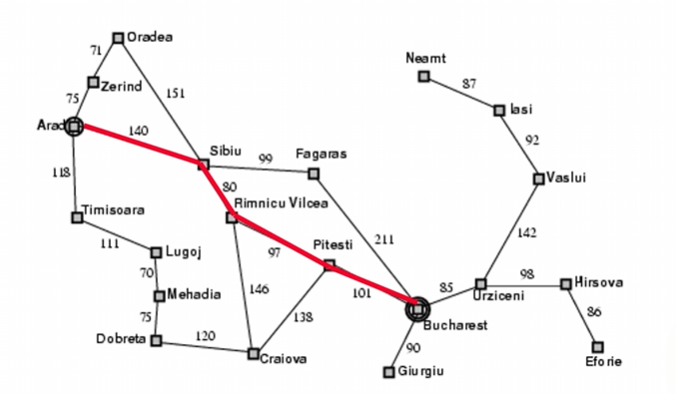 Oradea
71
Neamt
Zerind
87
75
151
Iasi
Arad
140
92
Sibiu
99
Fagaras
118
80
Vaslui
Rimnicu Vilcea
Timisoara
142
111
211
Pitesti
Lugoj
97
70
98
Hirsova
146
101
85
Mehadia
Urziceni
86
75
138
Bucharest
120
Dobreta
90
Craiova
Eforie
Giurgiu